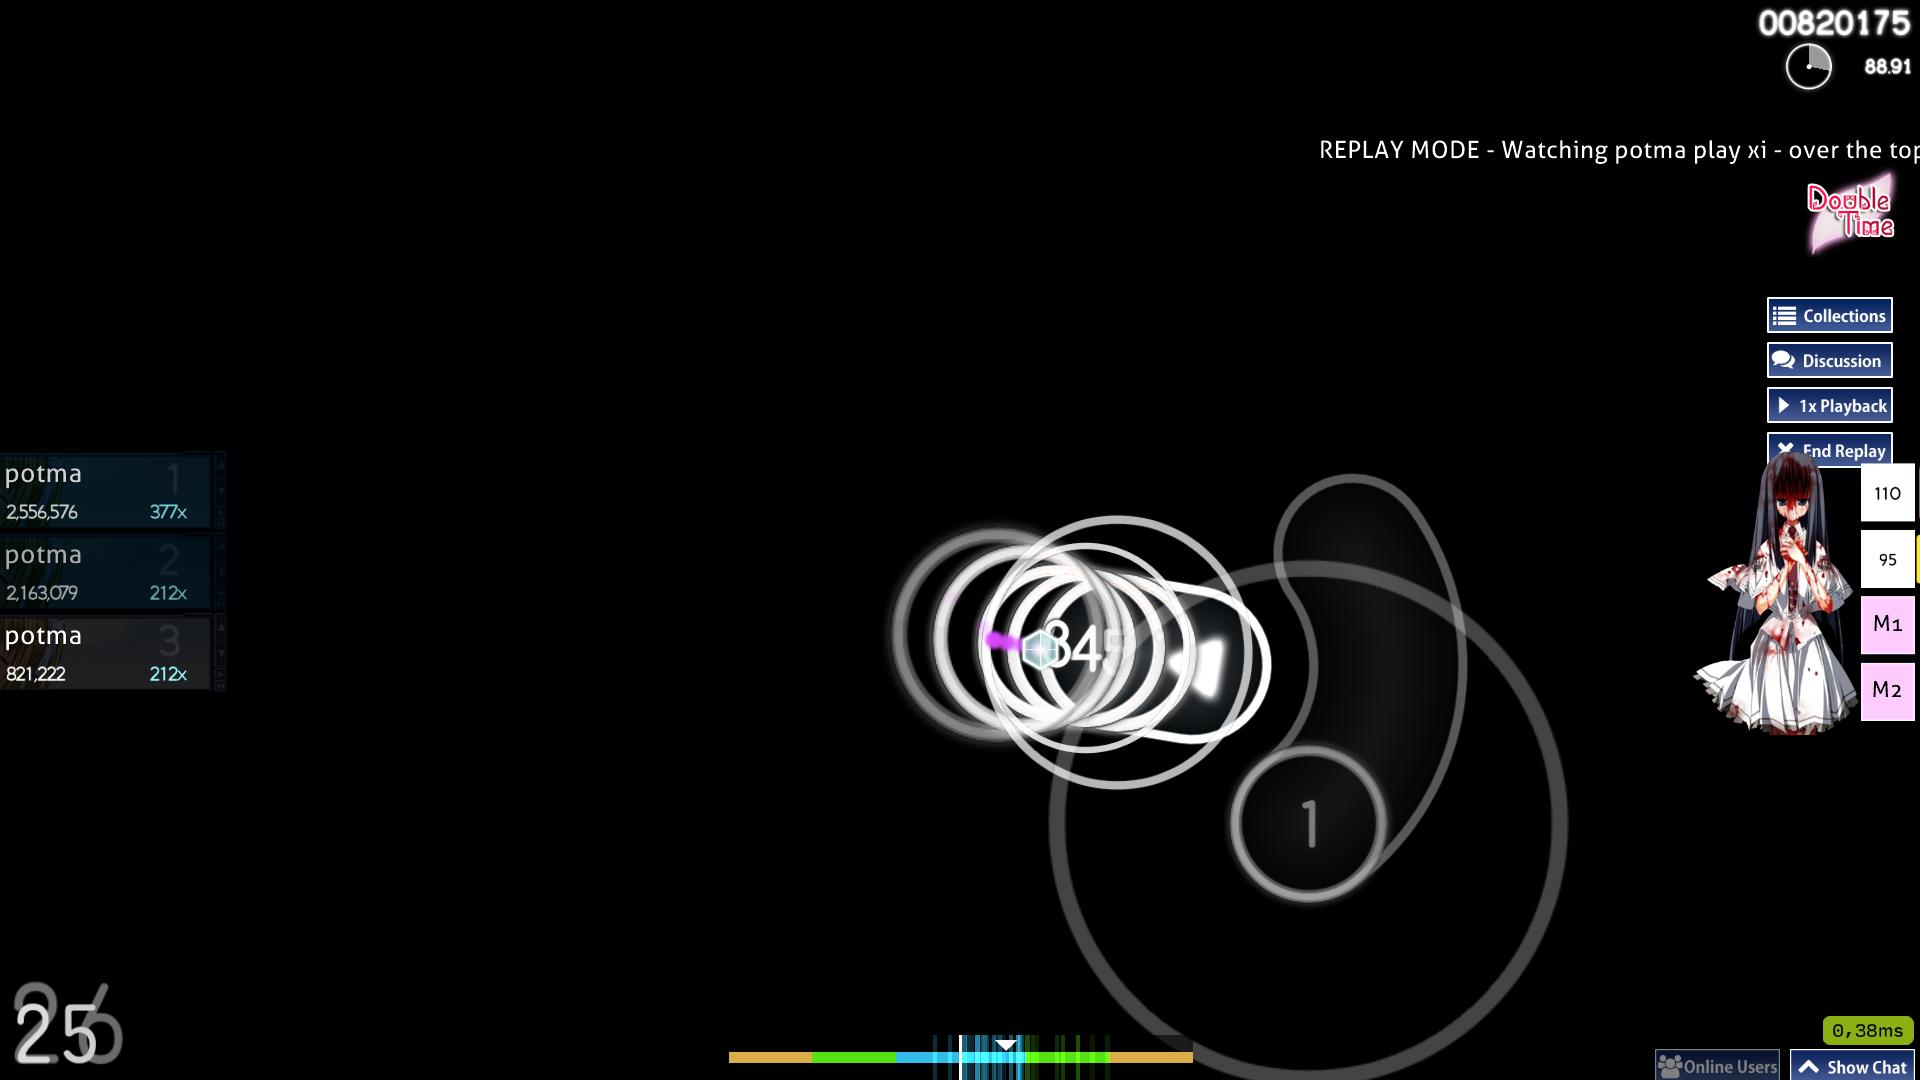 00820175
88.91
REPLAY MODE - Watching potma play xi - over the top
Double
Time
Collections
Discussion
1x Playback
End Replay
potma 1
2,556,576 377x
potma 2
2,163,079 212x
potma 3
821,222 212x
110
95
M1
M2
345
1
25
0,38ms
Online Users
Show Chat